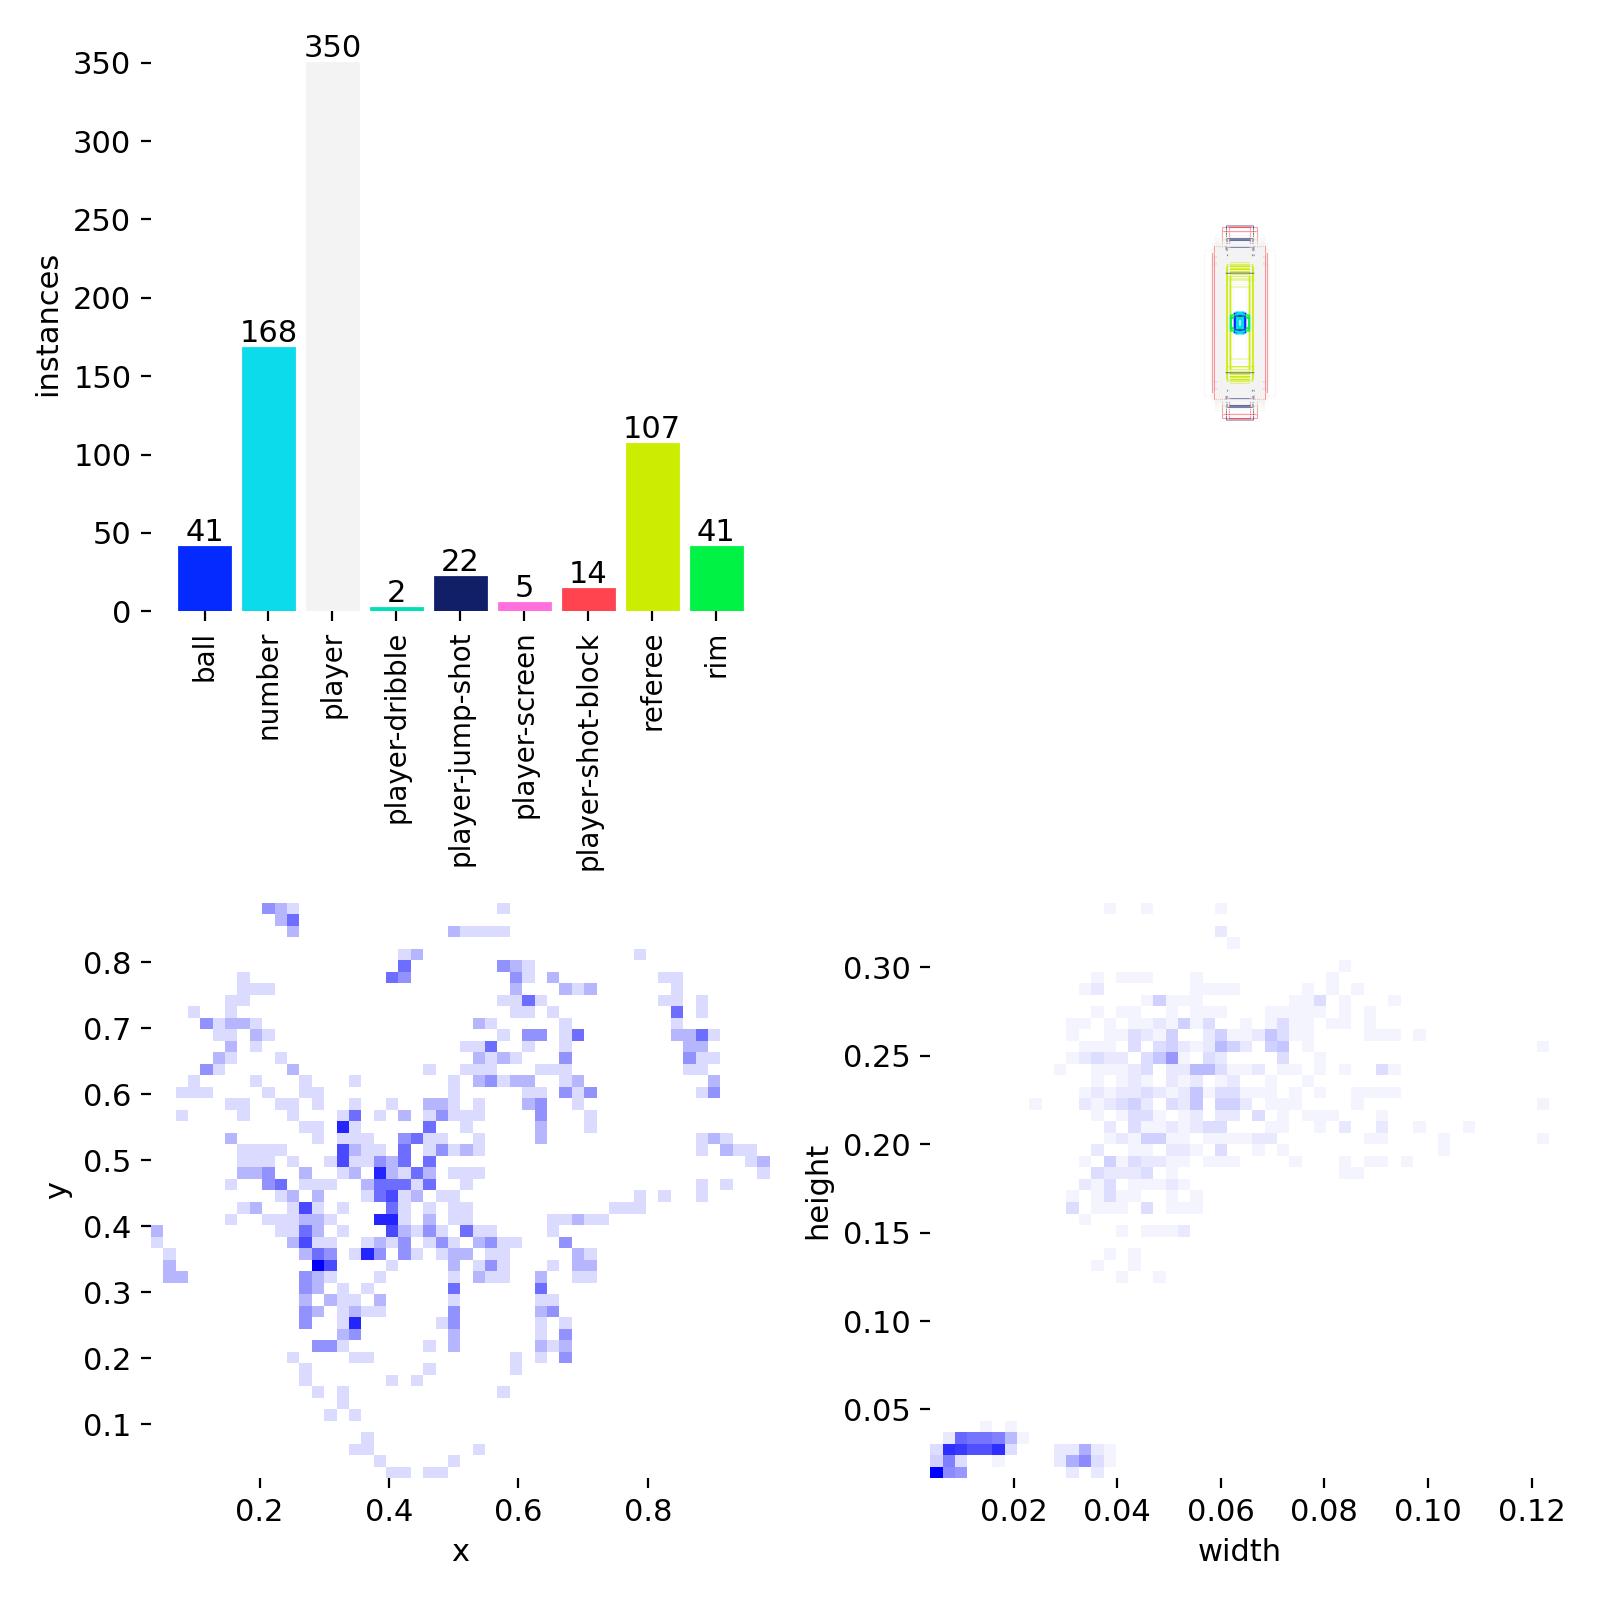 350
300
250
200
150
100
50
0
instances
41
168
350
2
22
5
14
107
41
ball
number
player
player-dribble
player-jump-shot
player-screen
player-shot-block
referee
rim
0.8
0.7
0.6
0.5
0.4
0.3
0.2
0.1
y
0.2 0.4 0.6 0.8
x
0.30
0.25
0.20
0.15
0.10
0.05
height
0.02 0.04 0.06 0.08 0.10 0.12
width